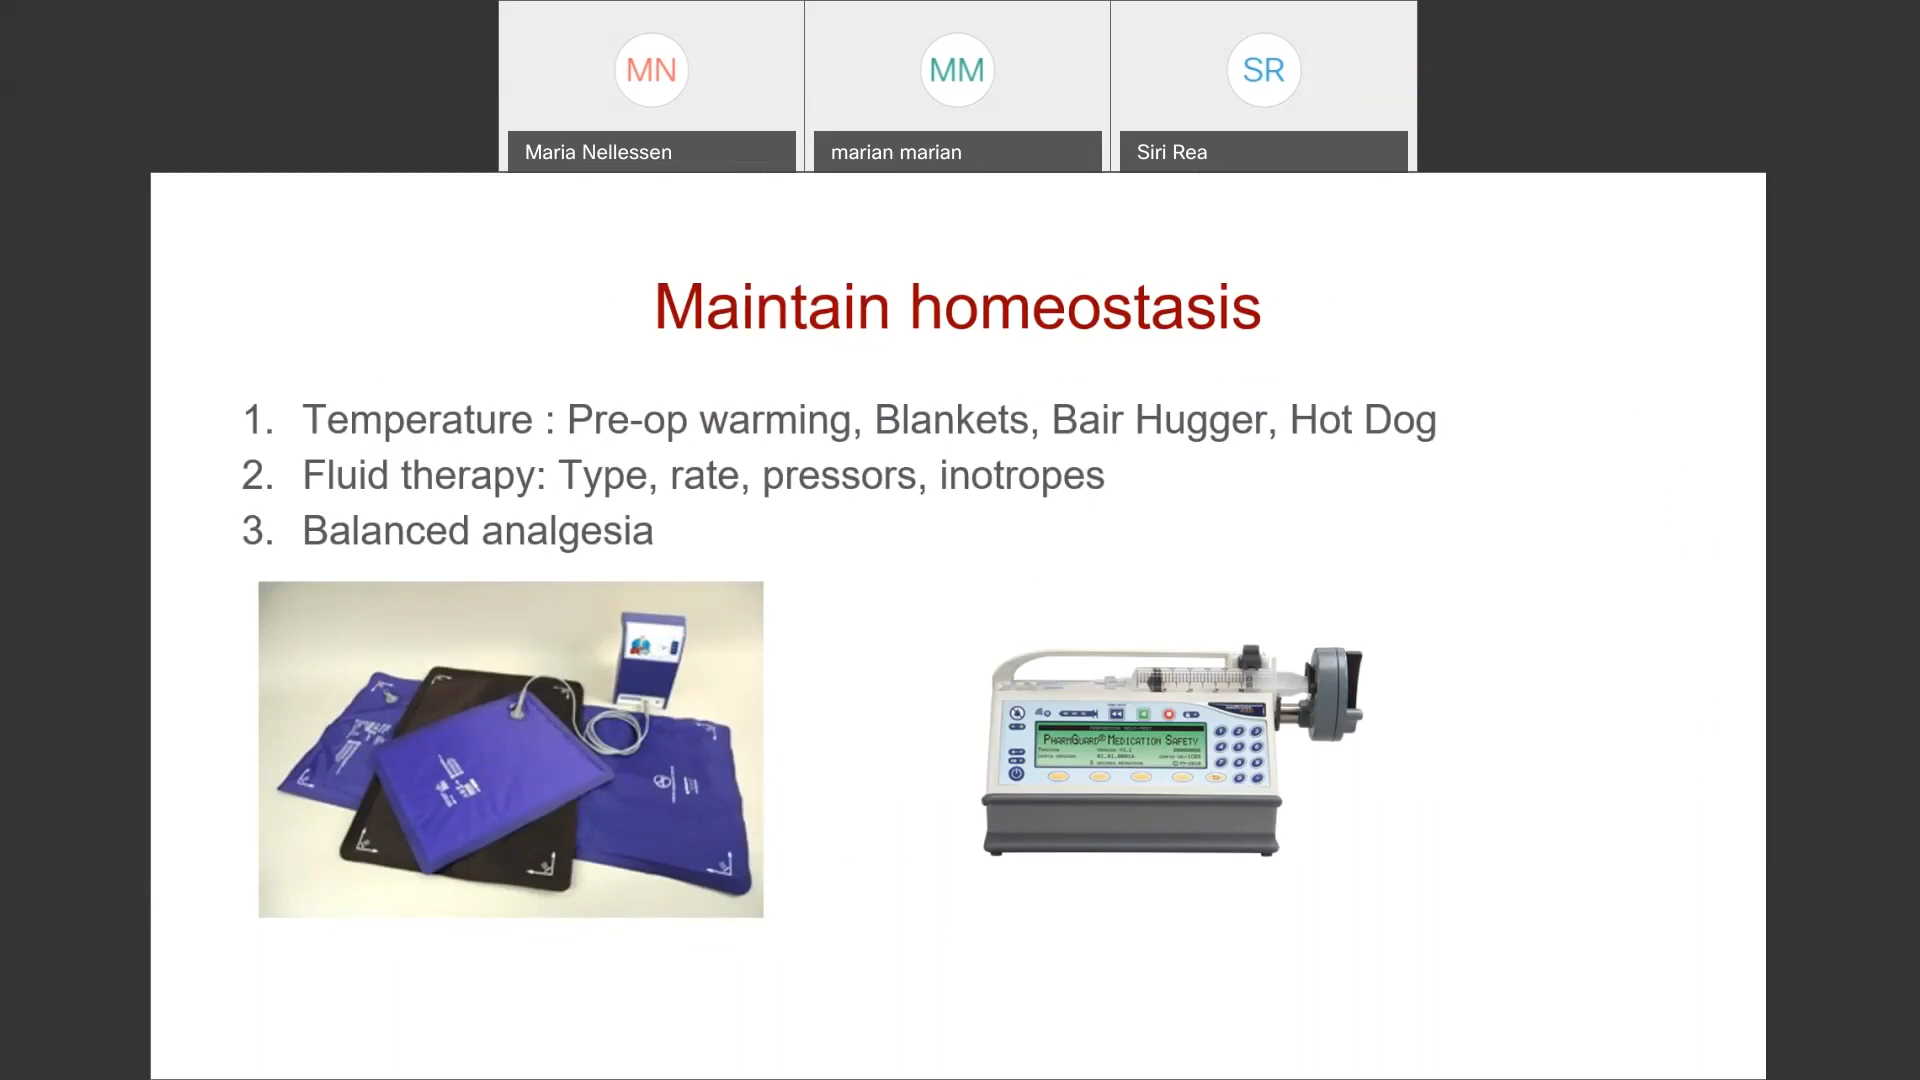 MN
MM
SR
Maria Nellessen
marian marian
Siri Rea
Maintain homeostasis
1. Temperature : Pre-op warming, Blankets, Bair Hugger, Hot Dog
2. Fluid therapy: Type, rate, pressors, inotropes
3. Balanced analgesia
PHARMGUARD® MEDICATION SAFETY